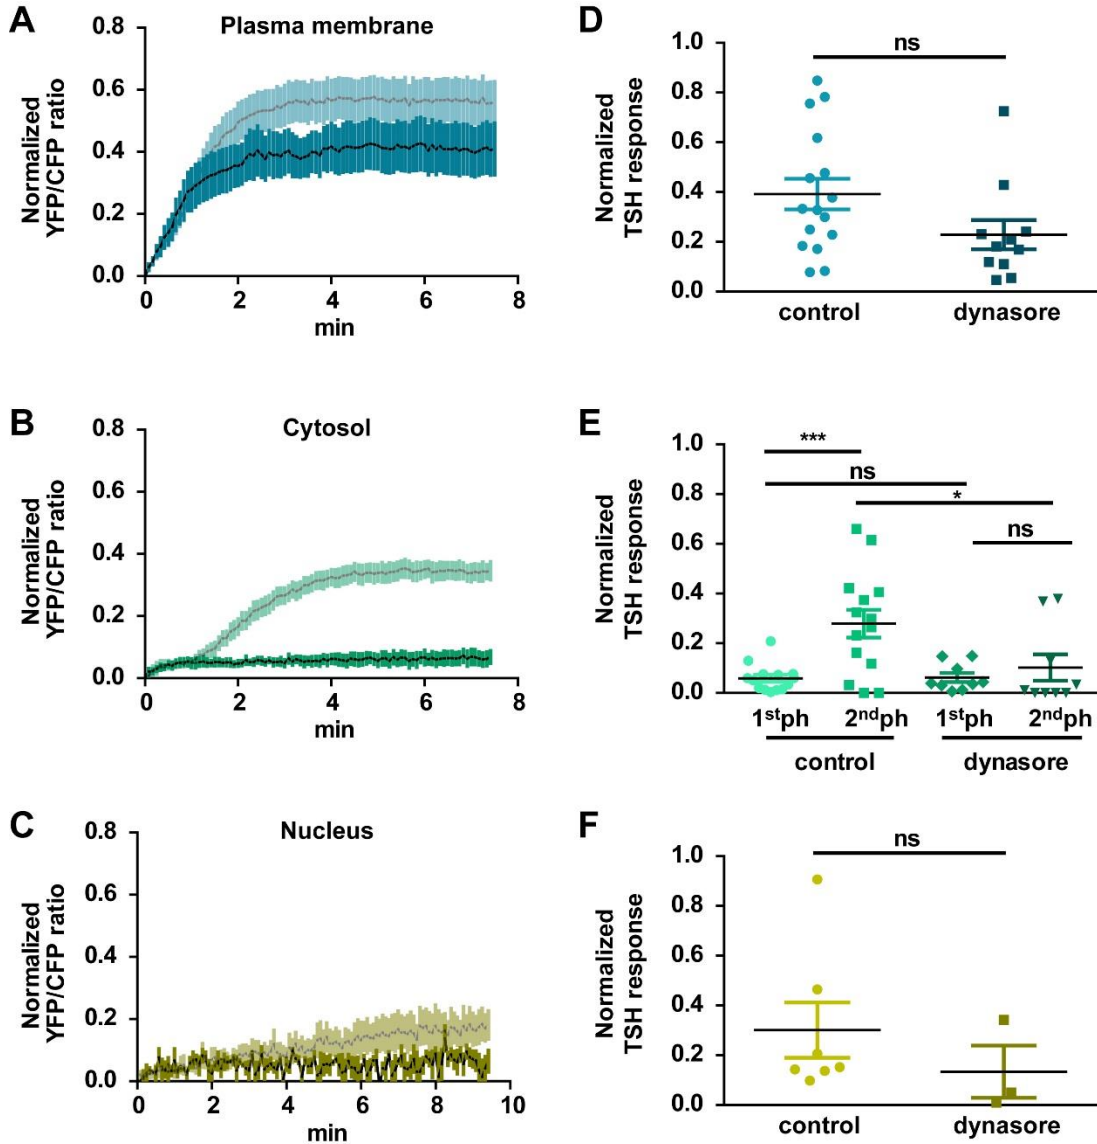 A
Plasma membrane
0.8
0.6
0.4
0.2
0.0
Normalized
YFP/CFP ratio
0 2 4 6 8
min
D
ns
1.0
0.8
0.6
0.4
0.2
0.0
Normalized
TSH response
control dynasore
B
Cytosol
0.8
0.6
0.4
0.2
0.0
Normalized
YFP/CFP ratio
0 2 4 6 8
min
E
***
ns
*
ns
1.0
0.8
0.6
0.4
0.2
0.0
Normalized
TSH response
1stph 2ndph 1stph 2ndph
control dynasore
C
Nucleus
0.8
0.6
0.4
0.2
0.0
Normalized
YFP/CFP ratio
0 2 4 6 8 10
min
F
ns
1.0
0.8
0.6
0.4
0.2
0.0
Normalized
TSH response
control dynasore